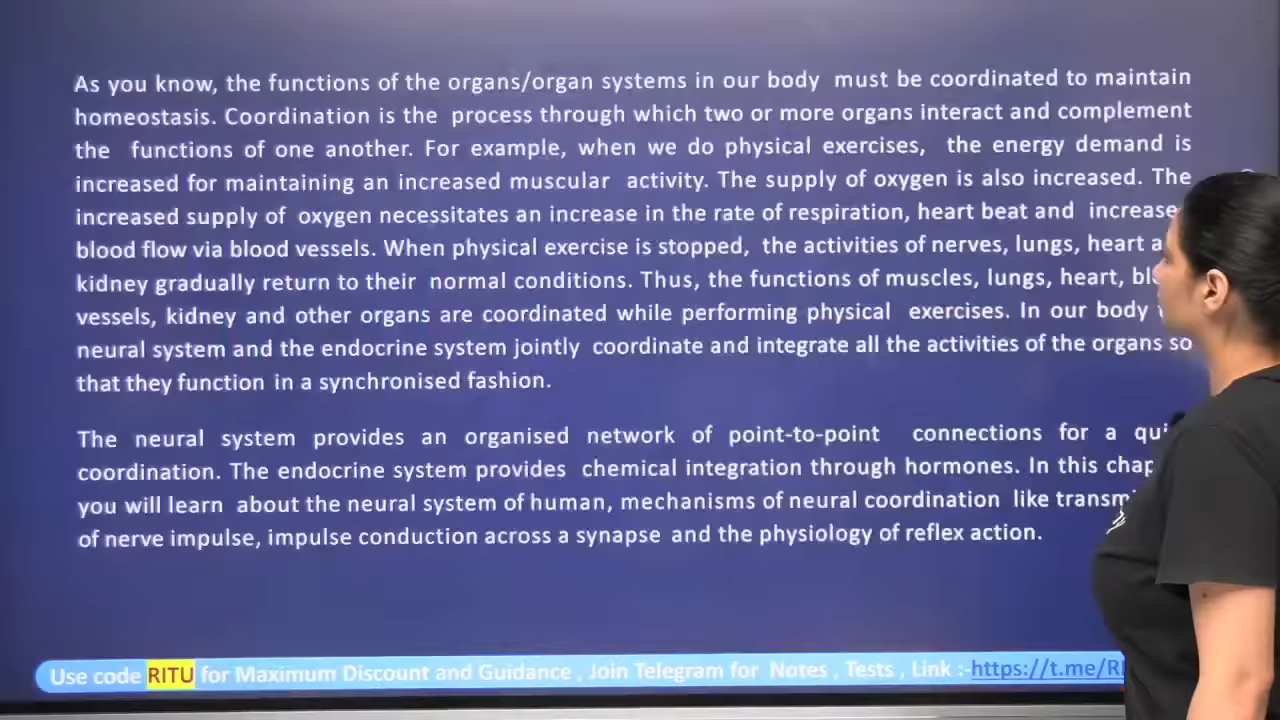 As you know, the functions of the organs/organ systems in our body must be coordinated to maintain
homeostasis. Coordination is the process through which two or more organs interact and complement
the functions of one another. For example, when we do physical exercises, the energy demand is
increased for maintaining an increased muscular activity. The supply of oxygen is also increased. The
increased supply of oxygen necessitates an increase in the rate of respiration, heart beat and increase
blood flow via blood vessels. When physical exercise is stopped, the activities of nerves, lungs, heart a
kidney gradually return to their normal conditions. Thus, the functions of muscles, lungs, heart,
vessels, kidney and other organs are coordinated while performing physical exercises. In our body
neural system and the endocrine system jointly coordinate and integrate all the activities of the organs so
that they function in a synchronised fashion.
The neural system provides an organised network of point-to-point connections for a
coordination. The endocrine system provides chemical integration through hormones. In this
you will learn about the neural system of human, mechanisms of neural coordination like
of nerve impulse, impulse conduction across a synapse and the physiology of reflex action.
Use code RITU for Maximum Discount and Guidance , Join Telegram for Notes , Tests , Link :-https://t.me/R